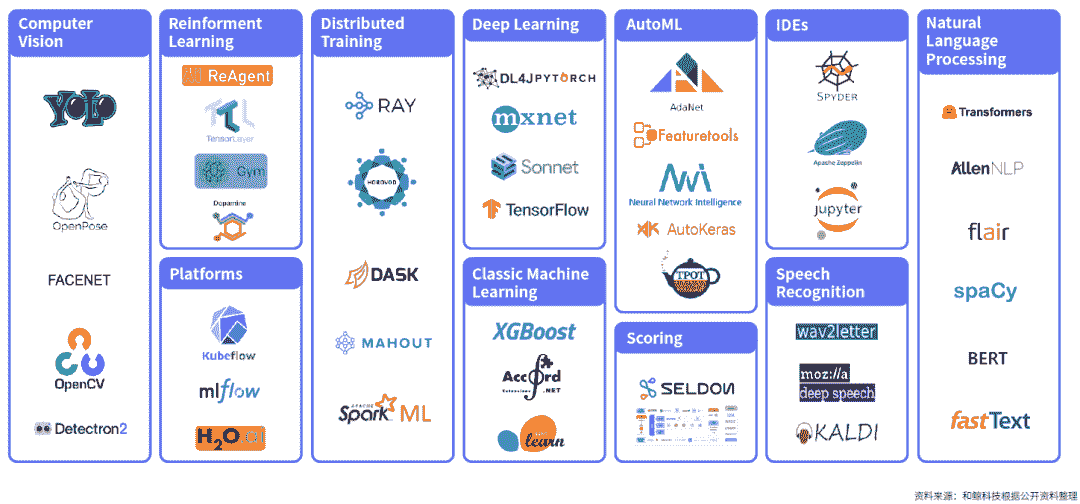 Computer
Vision
YOLO
OpenPose
FACENET
OpenCV
Detectron2
Reinforment
Learning
ReAgent
TensorLayer
Gym
Dopamine
Platforms
Kubeflow
mlflow
H2O.ai
Distributed
Training
RAY
HOROVOD
DASK
MAHOUT
APACHE
Spark ML
Deep Learning
DL4J PYTORCH
mxnet
Sonnet
TensorFlow
Classic Machine
Learning
XGBoost
Accord
Extensions .NET
learn
AutoML
AdaNet
Featuretools
Neural Network Intelligence
AutoKeras
TPOT
Scoring
SELDON
IDEs
SPYDER
Apache Zeppelin
jupyter
Speech
Recognition
wav2letter
moz://a
deep speech
KALDI
Natural
Language
Processing
Transformers
AllenNLP
flair
spaCy
BERT
fastText
资料来源：和鲸科技根据公开资料整理